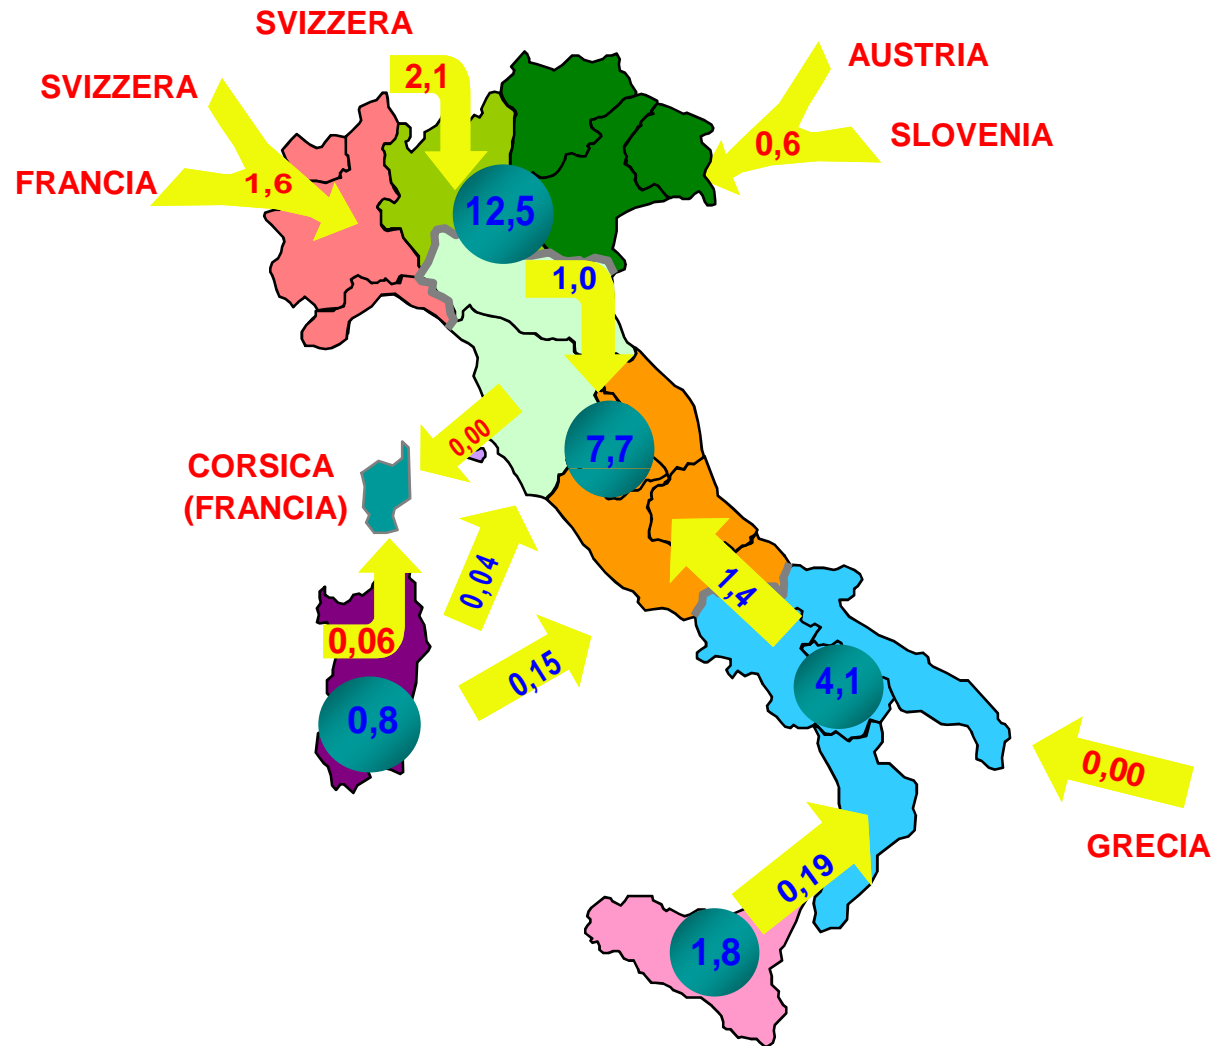 SVIZZERA
SVIZZERA
2,1
AUSTRIA
0,6
SLOVENIA
FRANCIA
1,6
12,5
1,0
0,00
7,7
CORSICA
(FRANCIA)
0,04
1,4
0,06
0,15
0,8
4,1
0,00
GRECIA
0,19
1,8